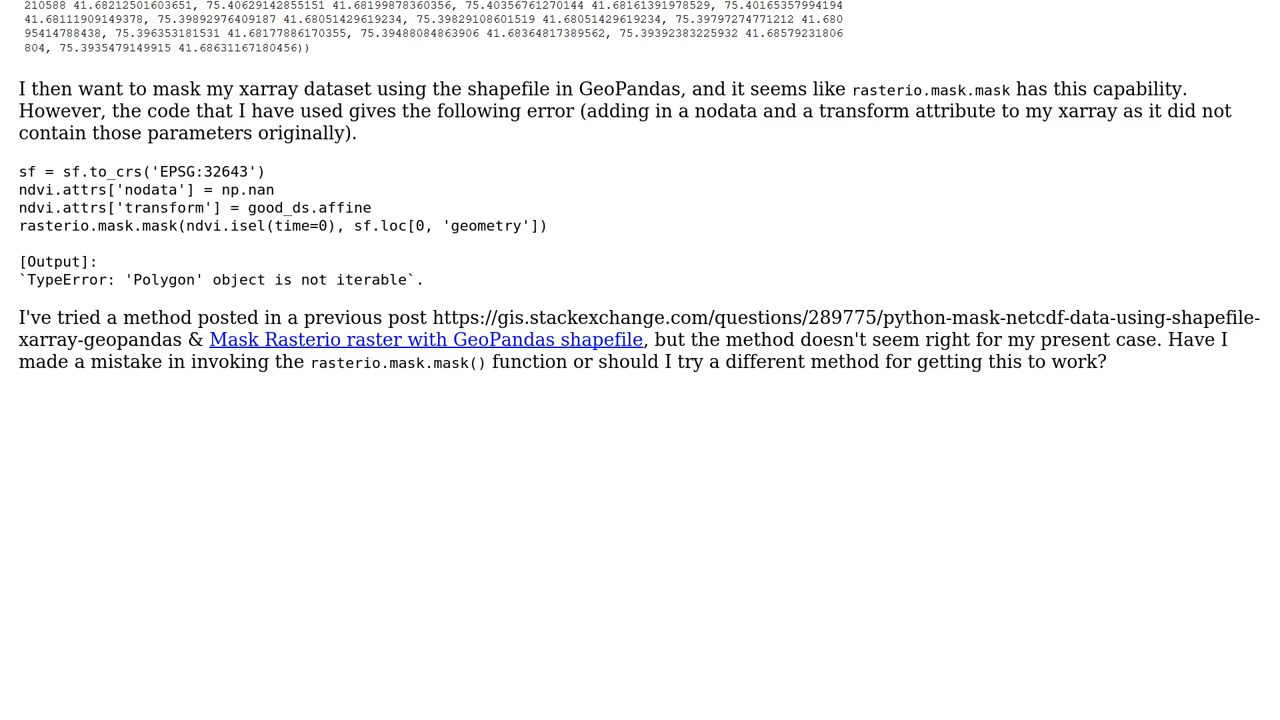 210588 41.68212501603651, 75.40629142855151 41.68199878360356, 75.40356761270144 41.68161391978529, 75.40165357994194
41.68111909149378, 75.39892976409187 41.68051429619234, 75.39829108601519 41.68051429619234, 75.39797274771212 41.680
95414788438, 75.396353181531 41.68177886170355, 75.39488084863906 41.68364817389562, 75.39392383225932 41.68579231806
804, 75.3935479149915 41.68631167180456))
I then want to mask my xarray dataset using the shapefile in GeoPandas, and it seems like rasterio.mask.mask has this capability.
However, the code that I have used gives the following error (adding in a nodata and a transform attribute to my xarray as it did not
contain those parameters originally).
sf = sf.to_crs('EPSG:32643')
ndvi.attrs['nodata'] = np.nan
ndvi.attrs['transform'] = good_ds.affine
rasterio.mask.mask(ndvi.isel(time=0), sf.loc[0, 'geometry'])
[Output]:
`TypeError: 'Polygon' object is not iterable`.
I've tried a method posted in a previous post https://gis.stackexchange.com/questions/289775/python-mask-netcdf-data-using-shapefile-
xarray-geopandas & Mask Rasterio raster with GeoPandas shapefile, but the method doesn't seem right for my present case. Have I
made a mistake in invoking the rasterio.mask.mask() function or should I try a different method for getting this to work?